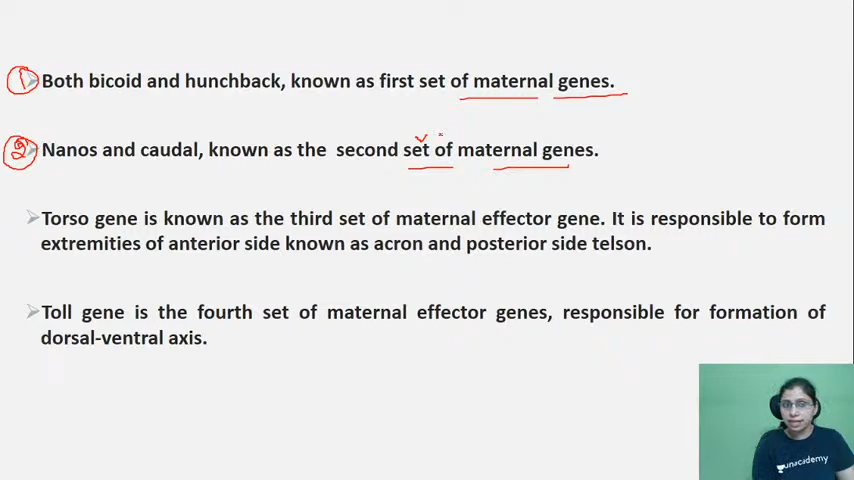 1 Both bicoid and hunchback, known as first set of maternal genes.
2 Nanos and caudal, known as the second set of maternal genes.
Torso gene is known as the third set of maternal effector gene. It is responsible to form
extremities of anterior side known as acron and posterior side telson.
Toll gene is the fourth set of maternal effector genes, responsible for formation of
dorsal-ventral axis.
unacademy